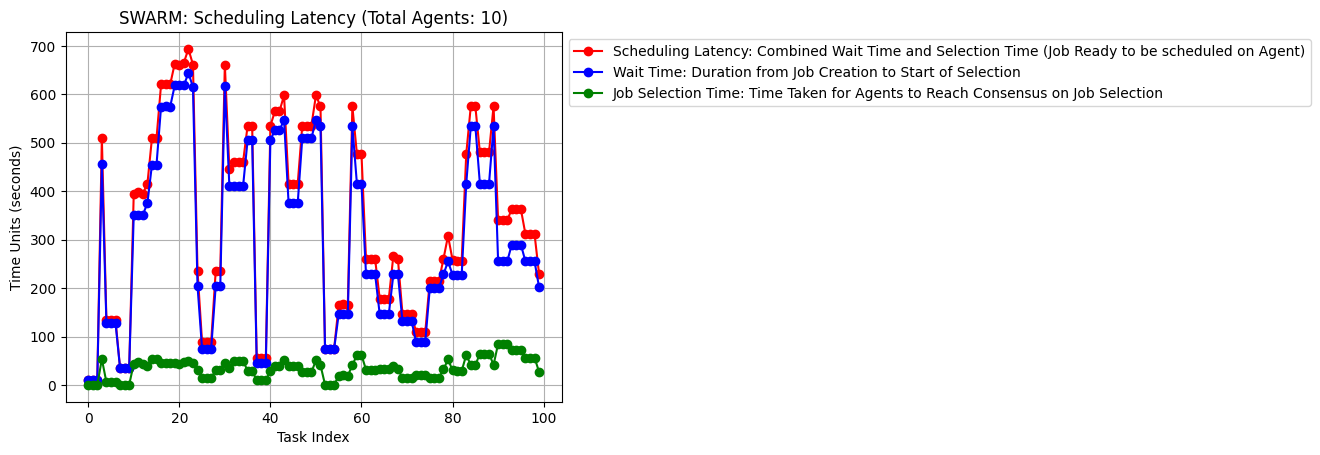 SWARM: Scheduling Latency (Total Agents: 10)
Scheduling Latency: Combined Wait Time and Selection Time (Job Ready to be scheduled on Agent)
Wait Time: Duration from Job Creation to Start of Selection
Job Selection Time: Time Taken for Agents to Reach Consensus on Job Selection
Time Units (seconds)
700
600
500
400
300
200
100
0
0 20 40 60 80 100
Task Index